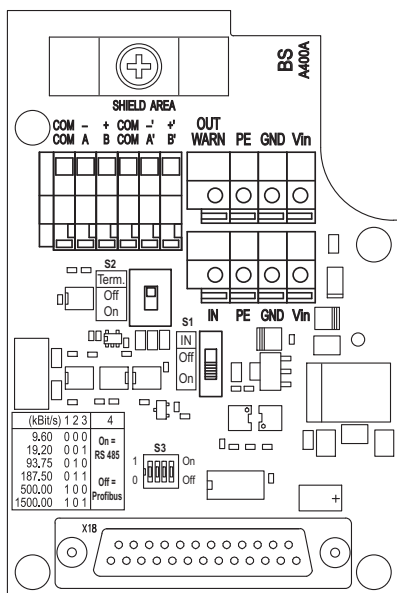 BS
A400A
SHIELD AREA
COM – + COM –' +'
COM A B COM A' B'
OUT
WARN PE GND Vin
S2
Term.
Off
On
IN PE GND Vin
S1
IN
Off
On
(kBit/s) 1 2 3 4
9.60 0 0 0
19.20 0 0 1
93.75 0 1 0
187.50 0 1 1
500.00 1 0 0
1500.00 1 0 1
On =
RS 485
Off =
Profibus
S3
1 On
0 Off
+
X18